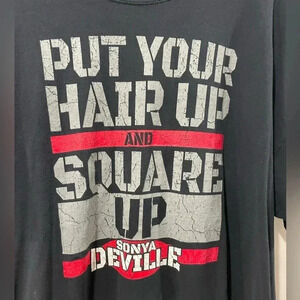 PUT YOUR
HAIR UP
AND
SQUARE
UP
SONYA
DEVILLE